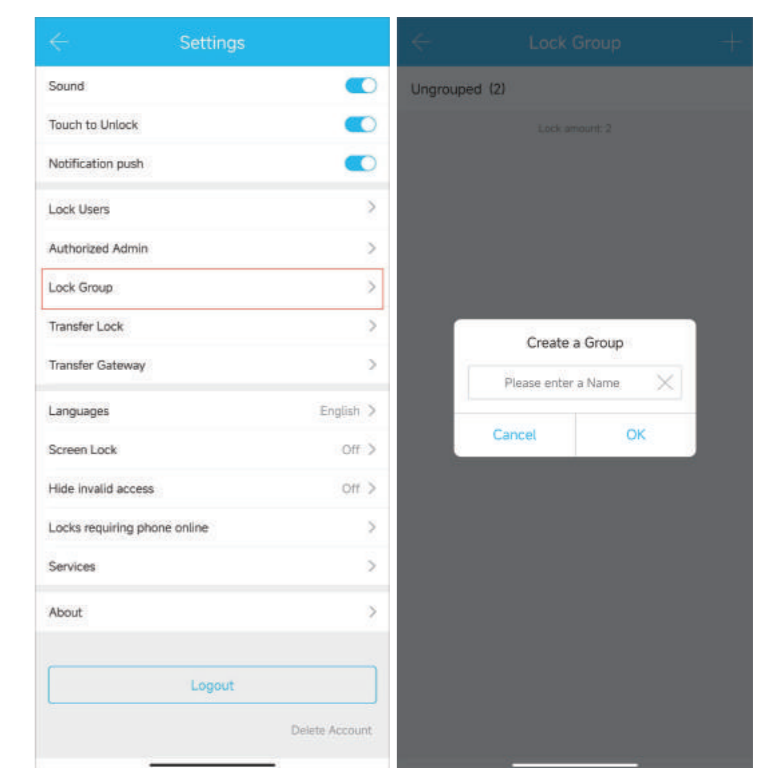 Settings
Sound
Touch to Unlock
Notification push
Lock Users
Authorized Admin
Lock Group
Transfer Lock
Transfer Gateway
Languages English
Screen Lock Off
Hide invalid access Off
Locks requiring phone online
Services
About
Logout
Delete Account
Lock Group
Ungrouped (2)
Lock amount: 2
Create a Group
Please enter a Name
Cancel OK